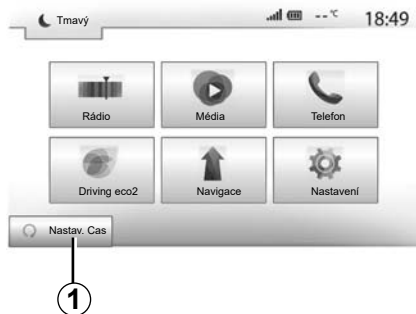 Tmavý
--°C
18:49
Rádio
Média
Telefon
Driving eco2
Navigace
Nastavení
Nastav. Cas
1